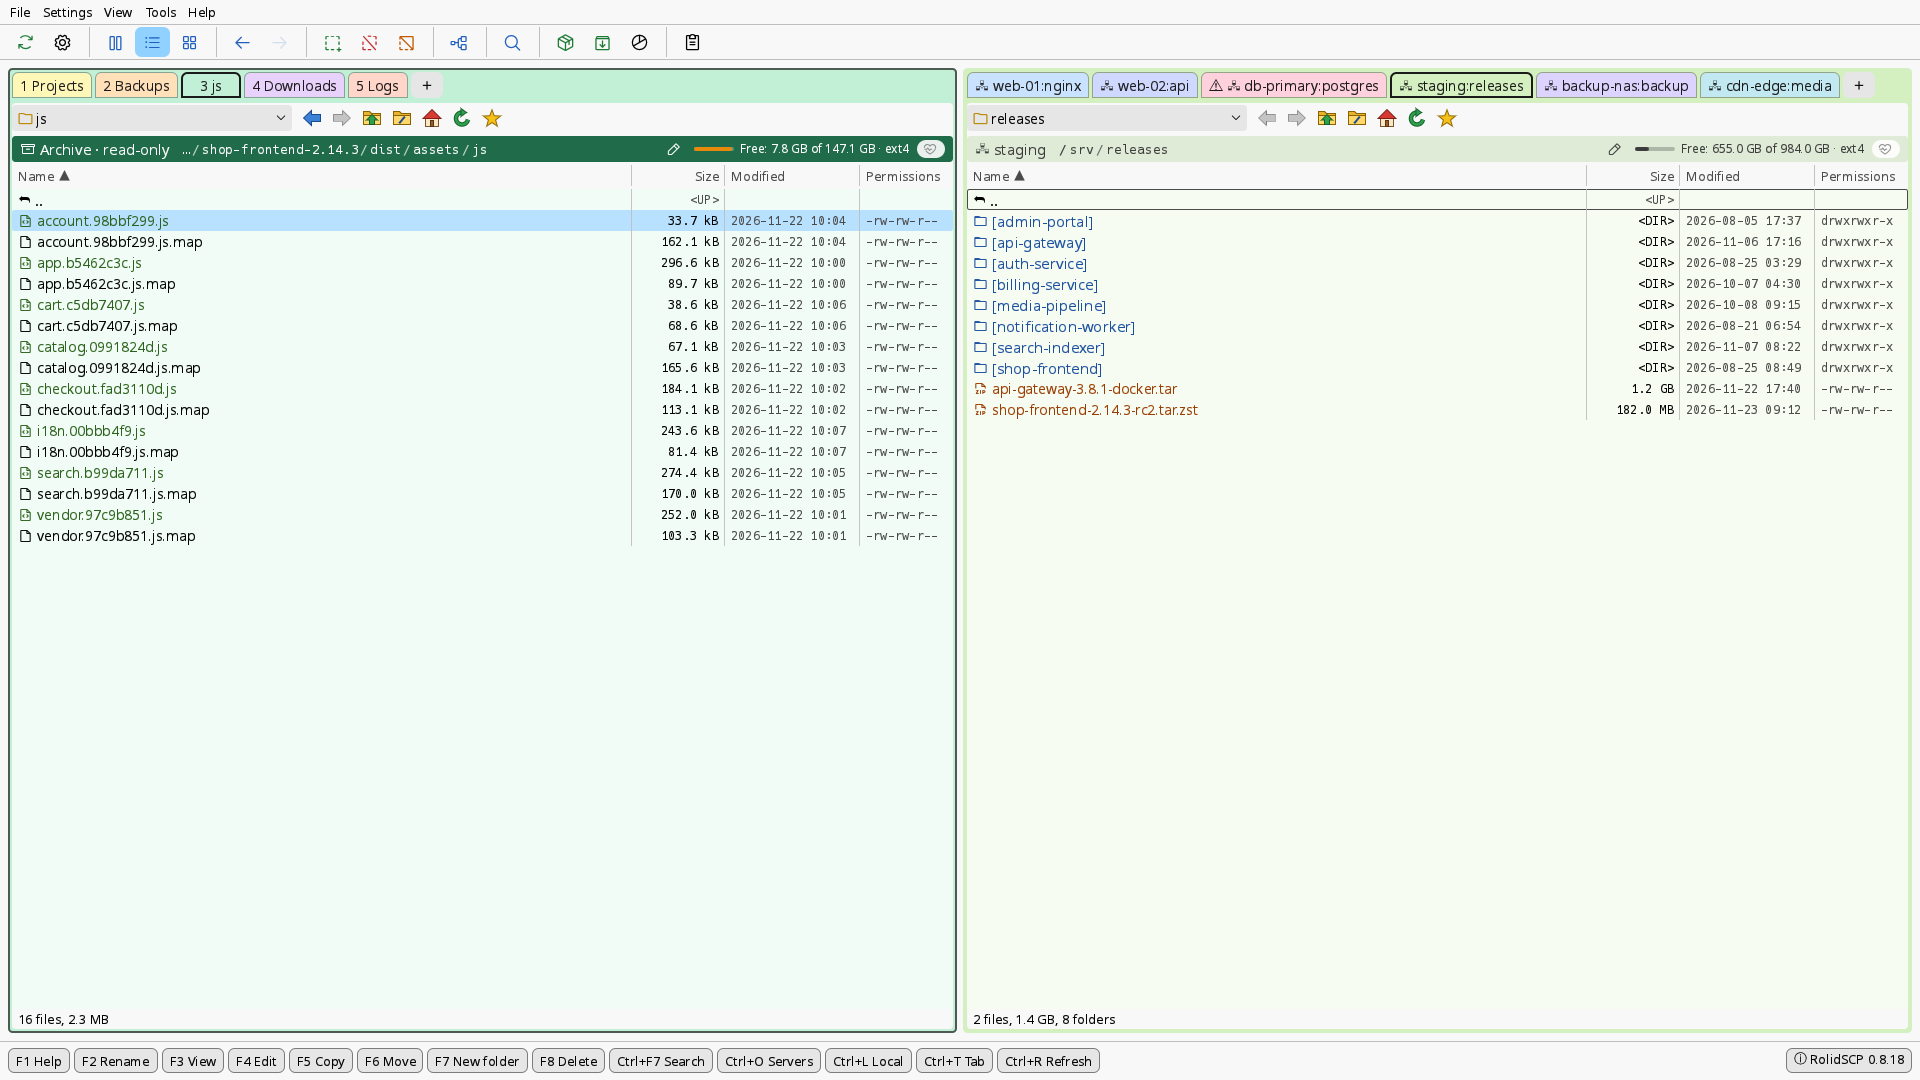 File Settings View Tools Help
1 Projects 2 Backups 3 js 4 Downloads 5 Logs +
js
Archive · read-only …/shop-frontend-2.14.3/dist/assets/js Free: 7.8 GB of 147.1 GB · ext4
Name ▲ Size Modified Permissions
.. <UP>
account.98bbf299.js 33.7 kB 2026-11-22 10:04 -rw-rw-r--
account.98bbf299.js.map 162.1 kB 2026-11-22 10:04 -rw-rw-r--
app.b5462c3c.js 296.6 kB 2026-11-22 10:00 -rw-rw-r--
app.b5462c3c.js.map 89.7 kB 2026-11-22 10:00 -rw-rw-r--
cart.c5db7407.js 38.6 kB 2026-11-22 10:06 -rw-rw-r--
cart.c5db7407.js.map 68.6 kB 2026-11-22 10:06 -rw-rw-r--
catalog.0991824d.js 67.1 kB 2026-11-22 10:03 -rw-rw-r--
catalog.0991824d.js.map 165.6 kB 2026-11-22 10:03 -rw-rw-r--
checkout.fad3110d.js 184.1 kB 2026-11-22 10:02 -rw-rw-r--
checkout.fad3110d.js.map 113.1 kB 2026-11-22 10:02 -rw-rw-r--
i18n.00bbb4f9.js 243.6 kB 2026-11-22 10:07 -rw-rw-r--
i18n.00bbb4f9.js.map 81.4 kB 2026-11-22 10:07 -rw-rw-r--
search.b99da711.js 274.4 kB 2026-11-22 10:05 -rw-rw-r--
search.b99da711.js.map 170.0 kB 2026-11-22 10:05 -rw-rw-r--
vendor.97c9b851.js 252.0 kB 2026-11-22 10:01 -rw-rw-r--
vendor.97c9b851.js.map 103.3 kB 2026-11-22 10:01 -rw-rw-r--
16 files, 2.3 MB
web-01:nginx web-02:api db-primary:postgres staging:releases backup-nas:backup cdn-edge:media +
releases
staging /srv/releases Free: 655.0 GB of 984.0 GB · ext4
Name ▲ Size Modified Permissions
.. <UP>
[admin-portal] <DIR> 2026-08-05 17:37 drwxrwxr-x
[api-gateway] <DIR> 2026-11-06 17:16 drwxrwxr-x
[auth-service] <DIR> 2026-08-25 03:29 drwxrwxr-x
[billing-service] <DIR> 2026-10-07 04:30 drwxrwxr-x
[media-pipeline] <DIR> 2026-10-08 09:15 drwxrwxr-x
[notification-worker] <DIR> 2026-08-21 06:54 drwxrwxr-x
[search-indexer] <DIR> 2026-11-07 08:22 drwxrwxr-x
[shop-frontend] <DIR> 2026-08-25 08:49 drwxrwxr-x
api-gateway-3.8.1-docker.tar 1.2 GB 2026-11-22 17:40 -rw-rw-r--
shop-frontend-2.14.3-rc2.tar.zst 182.0 MB 2026-11-23 09:12 -rw-rw-r--
2 files, 1.4 GB, 8 folders
F1 Help F2 Rename F3 View F4 Edit F5 Copy F6 Move F7 New folder F8 Delete Ctrl+F7 Search Ctrl+O Servers Ctrl+L Local Ctrl+T Tab Ctrl+R Refresh RolidSCP 0.8.18